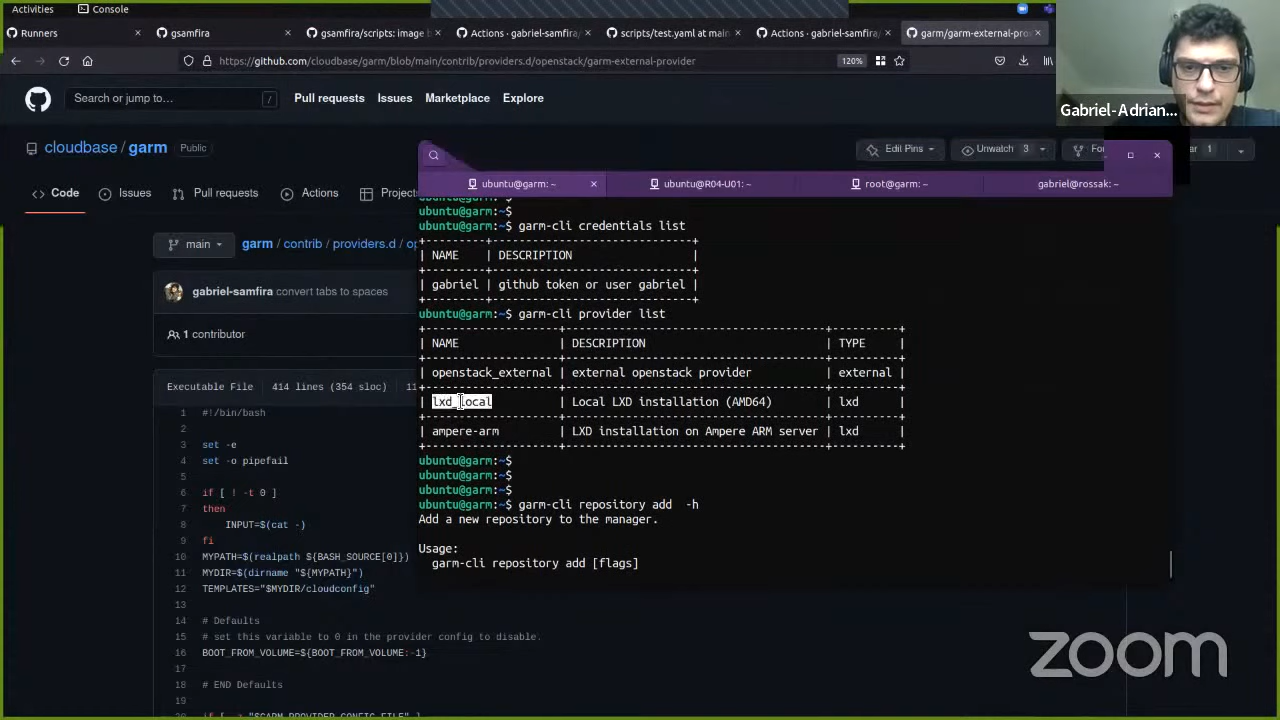 Activities
Console
Runners
gsamfira
gsamfira/scripts: image b
Actions · gabriel-samfira/
scripts/test.yaml at main
Actions · gabriel-samfira/
garm/garm-external-pro
https://github.com/cloudbase/garm/blob/main/contrib/providers.d/openstack/garm-external-provider
120%
Search or jump to...
/
Pull requests
Issues
Marketplace
Explore
Gabriel-Adrian...
cloudbase / garm
Public
Edit Pins
Unwatch 3
Fo
ar 1
Code
Issues
Pull requests
Actions
Projects
ubuntu@garm: ~
ubuntu@R04-U01: ~
root@garm: ~
gabriel@rossak: ~
main
garm / contrib / providers.d / op
gabriel-samfira convert tabs to spaces
1 contributor
Executable File 414 lines (354 sloc) 11
1 #!/bin/bash
2
3 set -e
4 set -o pipefail
5
6 if [ ! -t 0 ]
7 then
8 INPUT=$(cat -)
9 fi
10 MYPATH=$(realpath ${BASH_SOURCE[0]})
11 MYDIR=$(dirname "${MYPATH}")
12 TEMPLATES="$MYDIR/cloudconfig"
13
14 # Defaults
15 # set this variable to 0 in the provider config to disable.
16 BOOT_FROM_VOLUME=${BOOT_FROM_VOLUME:-1}
17
18 # END Defaults
19
20 if [ -z "$GARM_PROVIDER_CONFIG_FILE" ]
ubuntu@garm:~$
ubuntu@garm:~$
ubuntu@garm:~$ garm-cli credentials list
+---------+------------------------------+
| NAME | DESCRIPTION |
+---------+------------------------------+
| gabriel | github token or user gabriel |
+---------+------------------------------+
ubuntu@garm:~$ garm-cli provider list
+--------------------+---------------------------------------+----------+
| NAME | DESCRIPTION | TYPE |
+--------------------+---------------------------------------+----------+
| openstack_external | external openstack provider | external |
+--------------------+---------------------------------------+----------+
| lxd_local | Local LXD installation (AMD64) | lxd |
+--------------------+---------------------------------------+----------+
| ampere-arm | LXD installation on Ampere ARM server | lxd |
+--------------------+---------------------------------------+----------+
ubuntu@garm:~$
ubuntu@garm:~$
ubuntu@garm:~$
ubuntu@garm:~$ garm-cli repository add -h
Add a new repository to the manager.
Usage:
garm-cli repository add [flags]
zoom